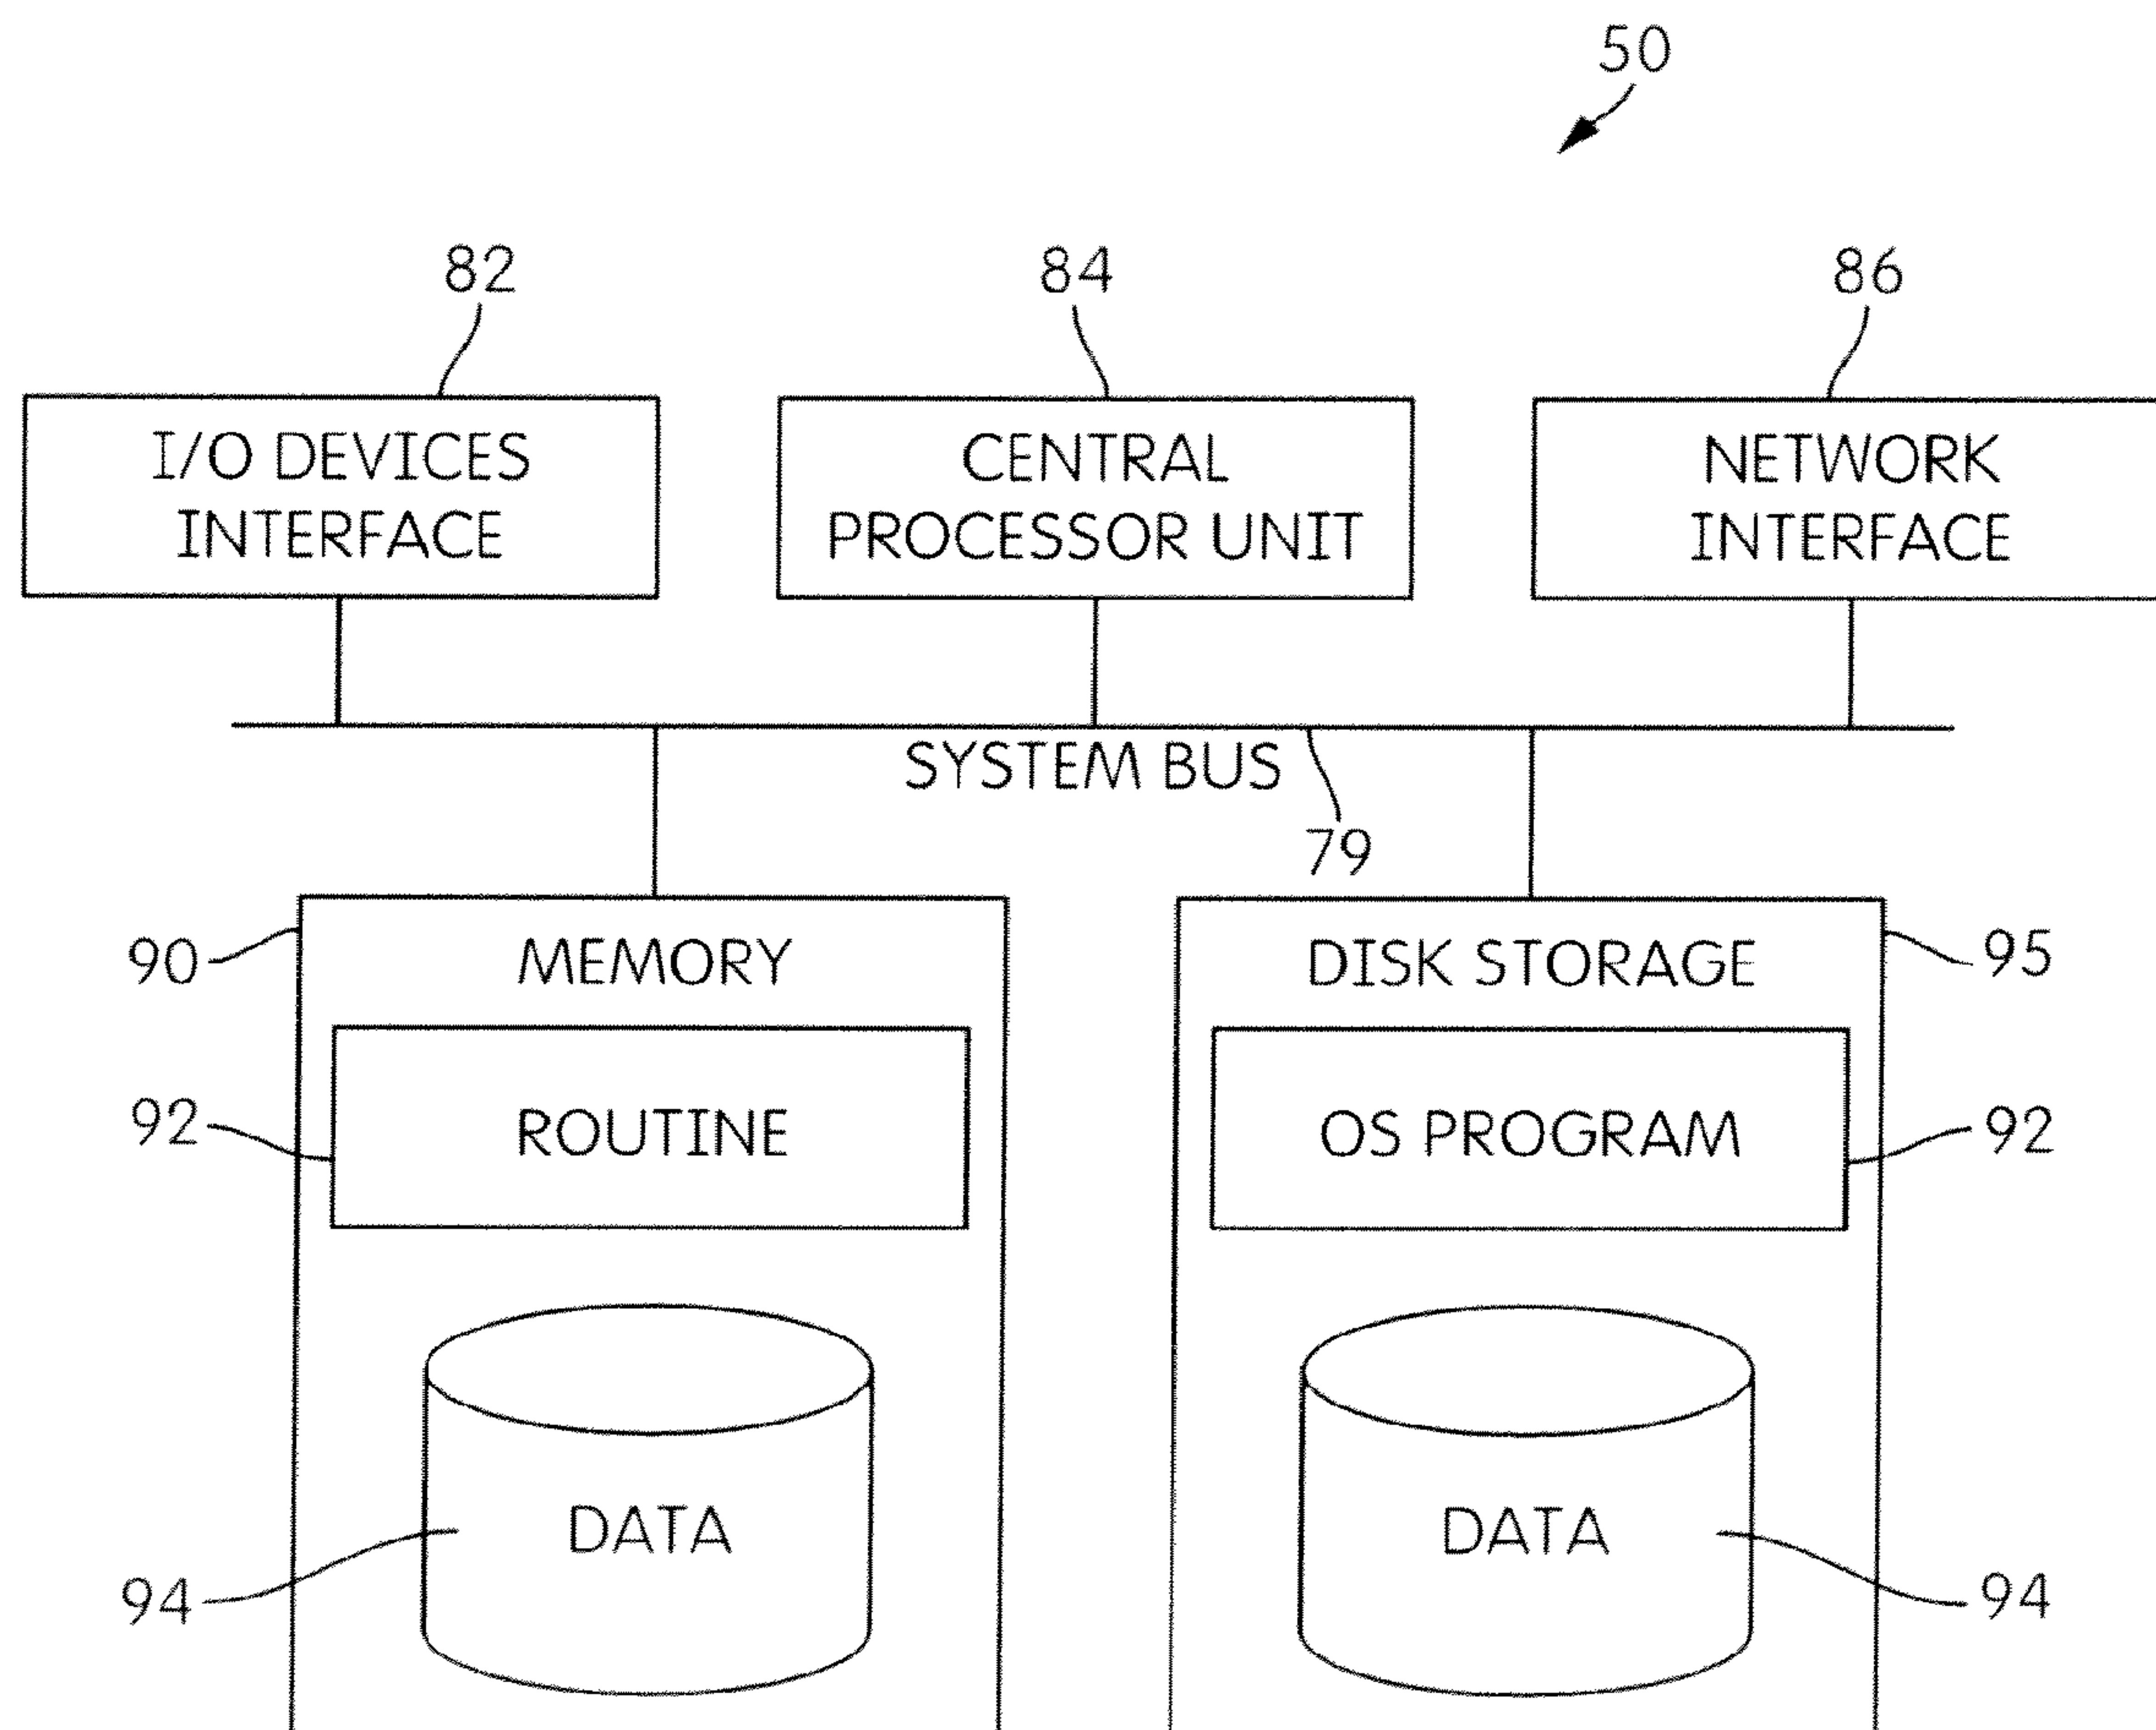 50
82
84
86
I/O DEVICES
INTERFACE
CENTRAL
PROCESSOR UNIT
NETWORK
INTERFACE
SYSTEM BUS
79
90
MEMORY
DISK STORAGE
95
92
ROUTINE
OS PROGRAM
92
DATA
DATA
94
94